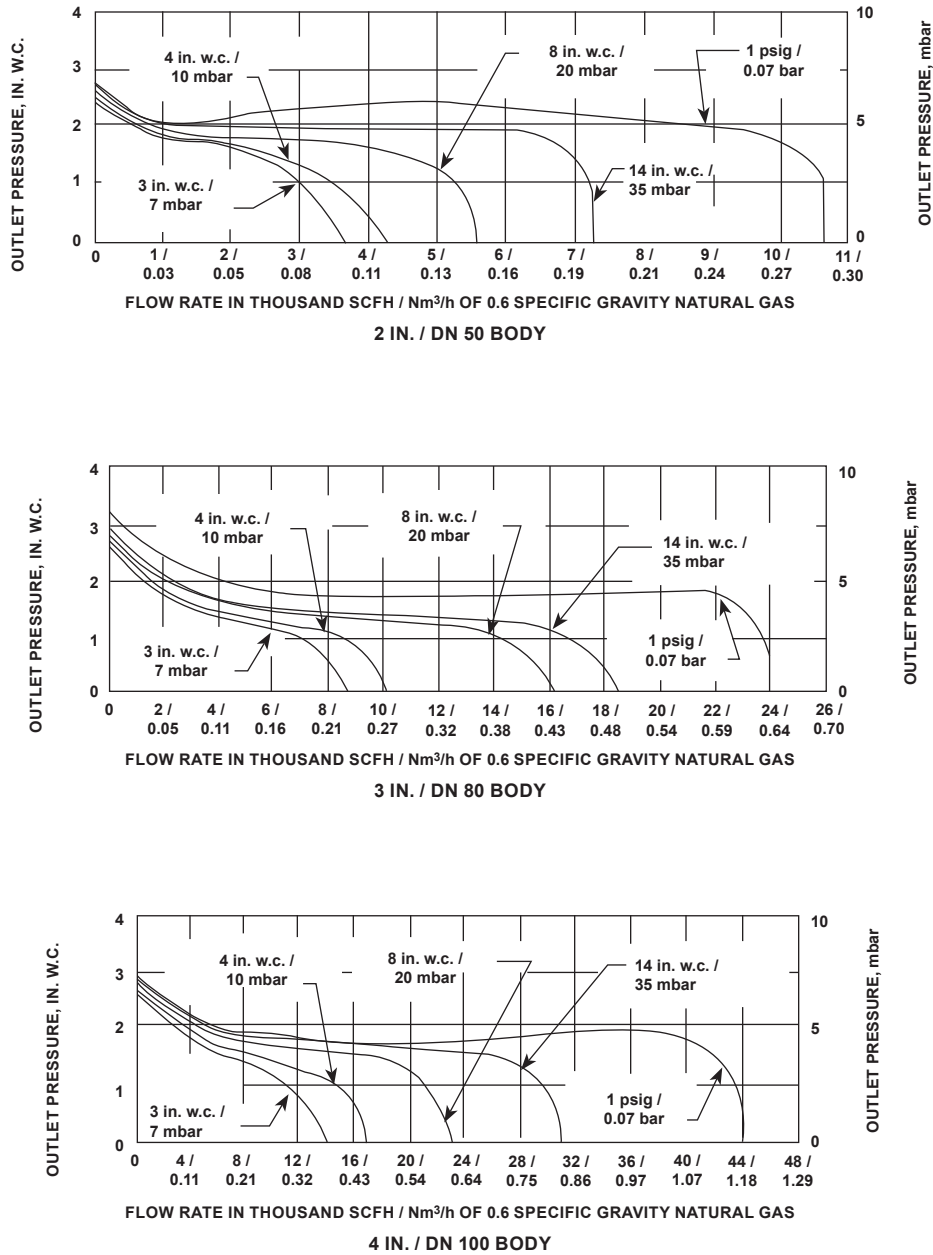 OUTLET PRESSURE, IN. W.C.
OUTLET PRESSURE, mbar
4
3
2
1
0
10
5
0
4 in. w.c. /
10 mbar
8 in. w.c. /
20 mbar
1 psig /
0.07 bar
3 in. w.c. /
7 mbar
14 in. w.c. /
35 mbar
0
1 /
0.03
2 /
0.05
3 /
0.08
4 /
0.11
5 /
0.13
6 /
0.16
7 /
0.19
8 /
0.21
9 /
0.24
10 /
0.27
11 /
0.30
FLOW RATE IN THOUSAND SCFH / Nm³/h OF 0.6 SPECIFIC GRAVITY NATURAL GAS
2 IN. / DN 50 BODY
OUTLET PRESSURE, IN. W.C.
OUTLET PRESSURE, mbar
4
3
2
1
0
10
5
0
4 in. w.c. /
10 mbar
8 in. w.c. /
20 mbar
14 in. w.c. /
35 mbar
3 in. w.c. /
7 mbar
1 psig /
0.07 bar
0
2 /
0.05
4 /
0.11
6 /
0.16
8 /
0.21
10 /
0.27
12 /
0.32
14 /
0.38
16 /
0.43
18 /
0.48
20 /
0.54
22 /
0.59
24 /
0.64
26 /
0.70
FLOW RATE IN THOUSAND SCFH / Nm³/h OF 0.6 SPECIFIC GRAVITY NATURAL GAS
3 IN. / DN 80 BODY
OUTLET PRESSURE, IN. W.C.
OUTLET PRESSURE, mbar
4
3
2
1
0
10
5
0
4 in. w.c. /
10 mbar
8 in. w.c. /
20 mbar
14 in. w.c. /
35 mbar
3 in. w.c. /
7 mbar
1 psig /
0.07 bar
0
4 /
0.11
8 /
0.21
12 /
0.32
16 /
0.43
20 /
0.54
24 /
0.64
28 /
0.75
32 /
0.86
36 /
0.97
40 /
1.07
44 /
1.18
48 /
1.29
FLOW RATE IN THOUSAND SCFH / Nm³/h OF 0.6 SPECIFIC GRAVITY NATURAL GAS
4 IN. / DN 100 BODY